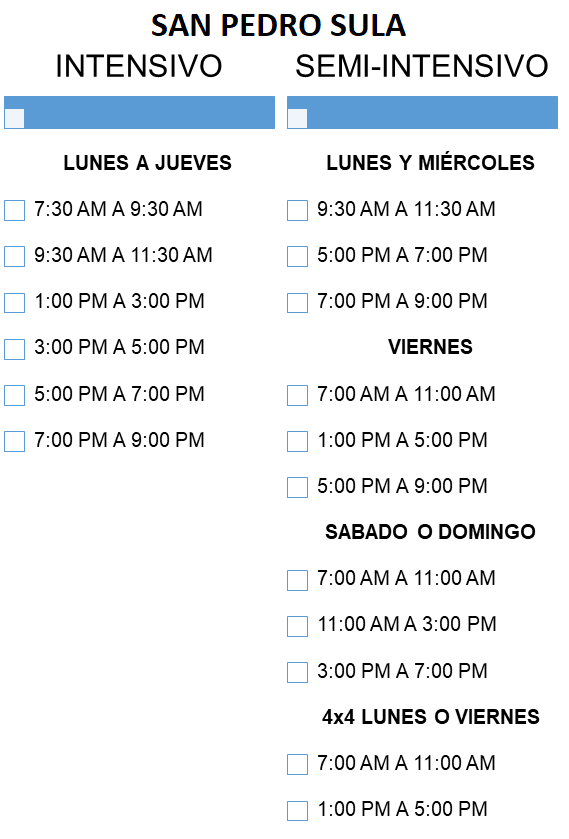 SAN PEDRO SULA
INTENSIVO
LUNES A JUEVES
7:30 AM A 9:30 AM
9:30 AM A 11:30 AM
1:00 PM A 3:00 PM
3:00 PM A 5:00 PM
5:00 PM A 7:00 PM
7:00 PM A 9:00 PM
SEMI-INTENSIVO
LUNES Y MIÉRCOLES
9:30 AM A 11:30 AM
5:00 PM A 7:00 PM
7:00 PM A 9:00 PM
VIERNES
7:00 AM A 11:00 AM
1:00 PM A 5:00 PM
5:00 PM A 9:00 PM
SABADO O DOMINGO
7:00 AM A 11:00 AM
11:00 AM A 3:00 PM
3:00 PM A 7:00 PM
4x4 LUNES O VIERNES
7:00 AM A 11:00 AM
1:00 PM A 5:00 PM